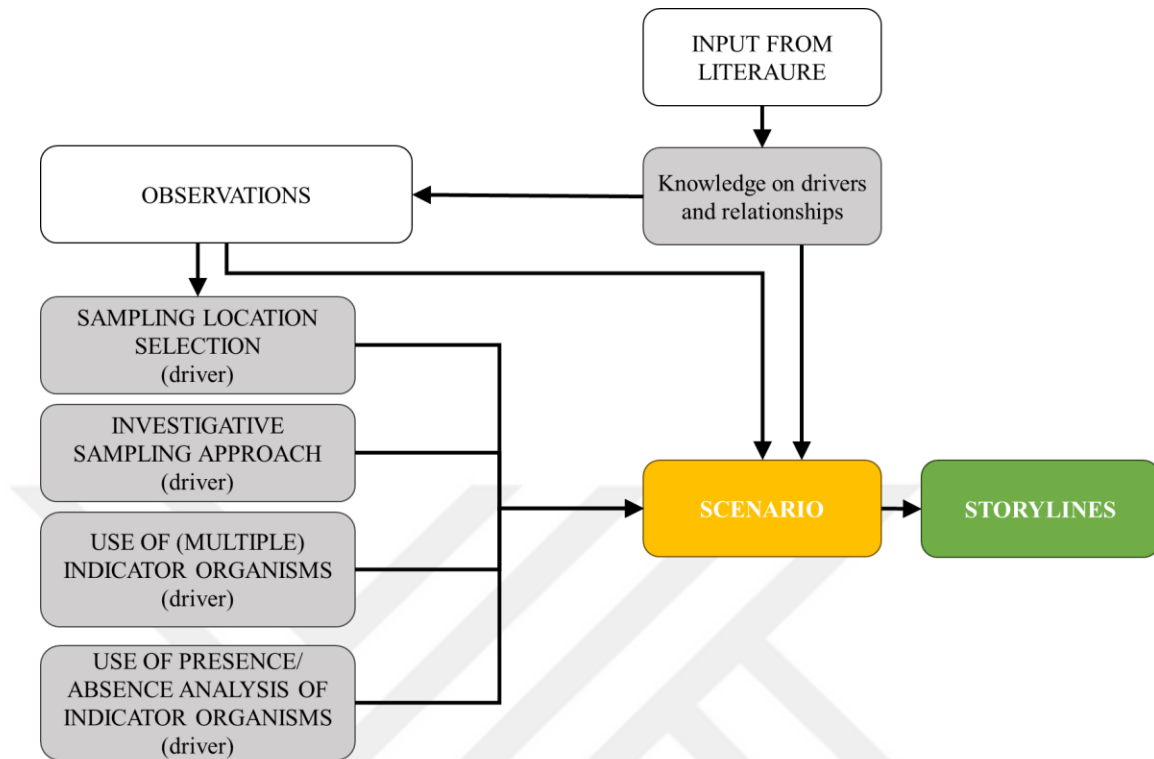 INPUT FROM
LITERAURE
Knowledge on drivers
and relationships
OBSERVATIONS
SAMPLING LOCATION
SELECTION
(driver)
INVESTIGATIVE
SAMPLING APPROACH
(driver)
USE OF (MULTIPLE)
INDICATOR ORGANISMS
(driver)
USE OF PRESENCE/
ABSENCE ANALYSIS OF
INDICATOR ORGANISMS
(driver)
SCENARIO
STORYLINES